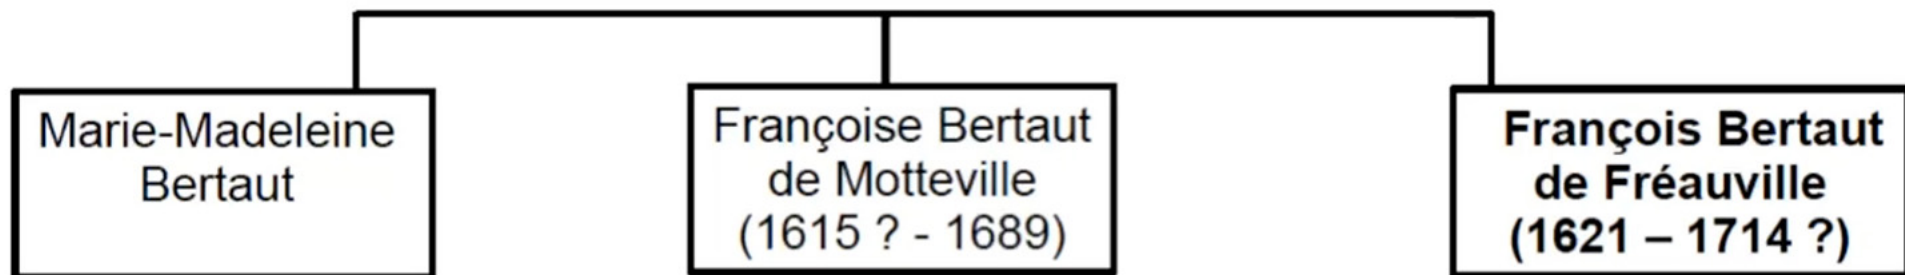 Marie-Madeleine
Bertaut
Françoise Bertaut
de Motteville
(1615 ? - 1689)
François Bertaut
de Fréauville
(1621 – 1714 ?)